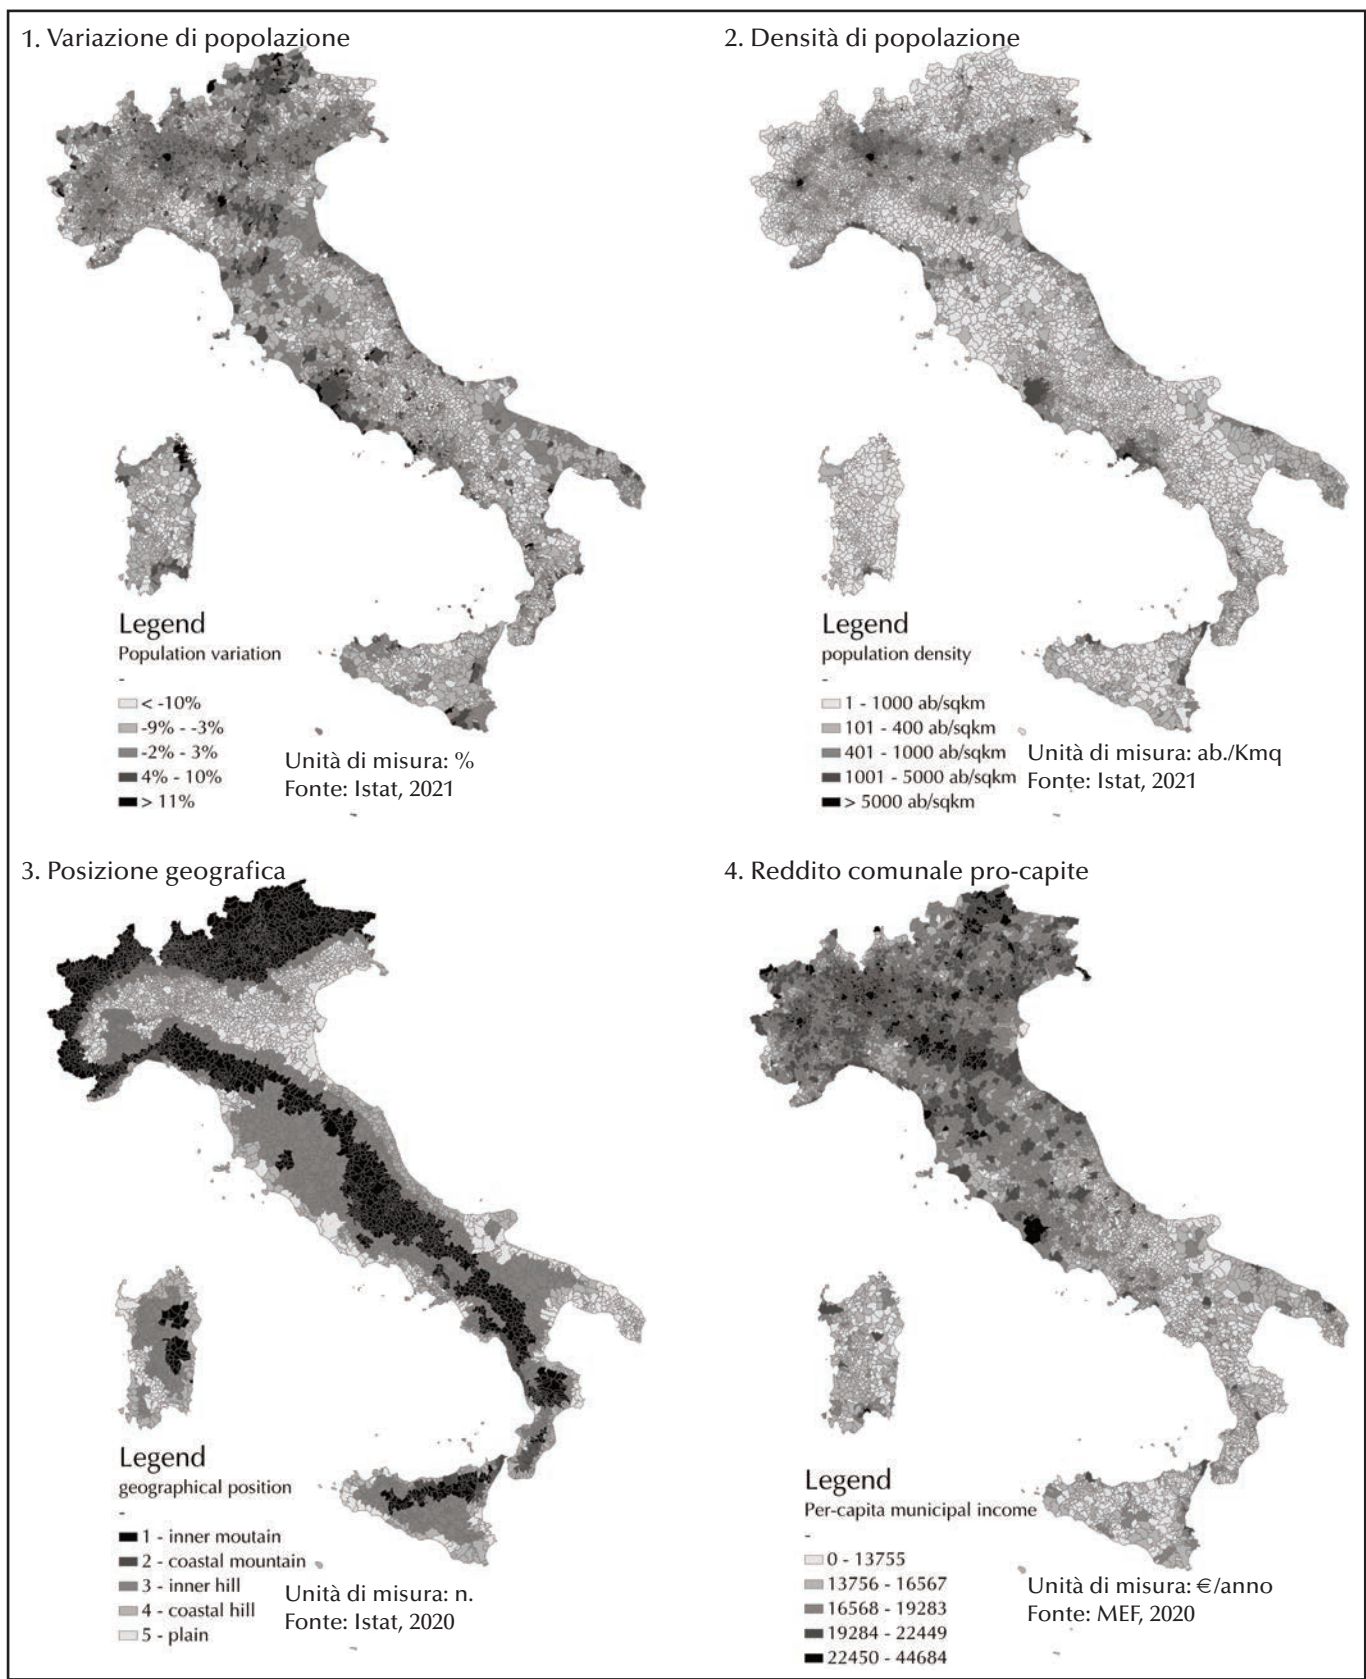 1. Variazione di popolazione
Legend
Population variation
-
< -10%
-9% - -3%
-2% - 3%
4% - 10%
> 11%
Unità di misura: %
Fonte: Istat, 2021
2. Densità di popolazione
Legend
population density
-
1 - 1000 ab/sqkm
101 - 400 ab/sqkm
401 - 1000 ab/sqkm
1001 - 5000 ab/sqkm
> 5000 ab/sqkm
Unità di misura: ab./Kmq
Fonte: Istat, 2021
3. Posizione geografica
Legend
geographical position
-
1 - inner moutain
2 - coastal mountain
3 - inner hill
4 - coastal hill
5 - plain
Unità di misura: n.
Fonte: Istat, 2020
4. Reddito comunale pro-capite
Legend
Per-capita municipal income
-
0 - 13755
13756 - 16567
16568 - 19283
19284 - 22449
22450 - 44684
Unità di misura: €/anno
Fonte: MEF, 2020